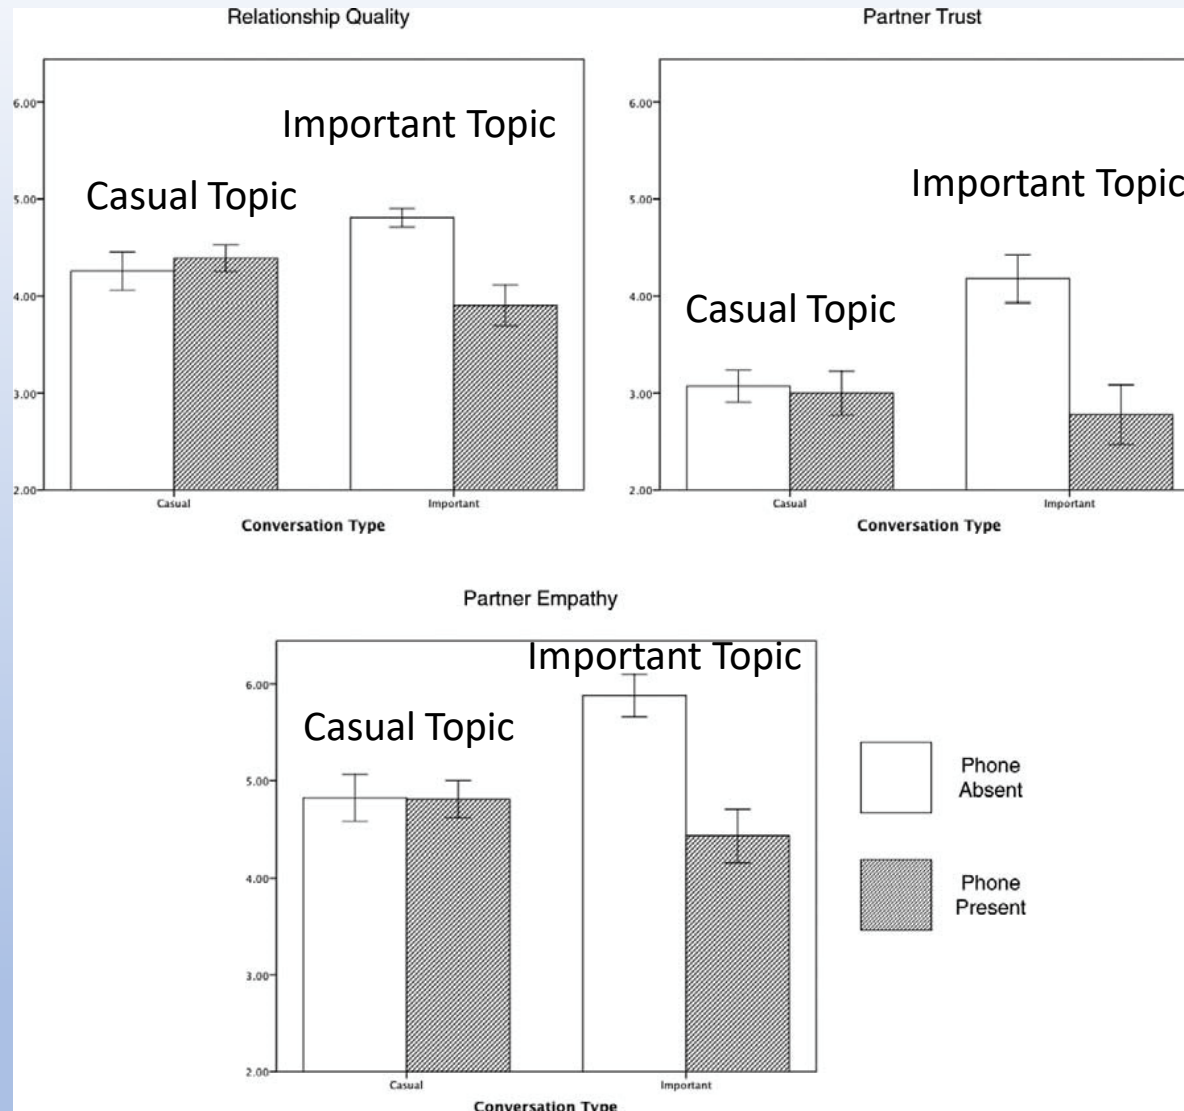 Relationship Quality
6.00
5.00
4.00
3.00
2.00
Casual Topic
Important Topic
Casual
Important
Conversation Type
Partner Trust
6.00
5.00
4.00
3.00
2.00
Casual Topic
Important Topic
Casual
Important
Conversation Type
Partner Empathy
6.00
5.00
4.00
3.00
2.00
Casual Topic
Important Topic
Casual
Important
Conversation Type
Phone
Absent
Phone
Present